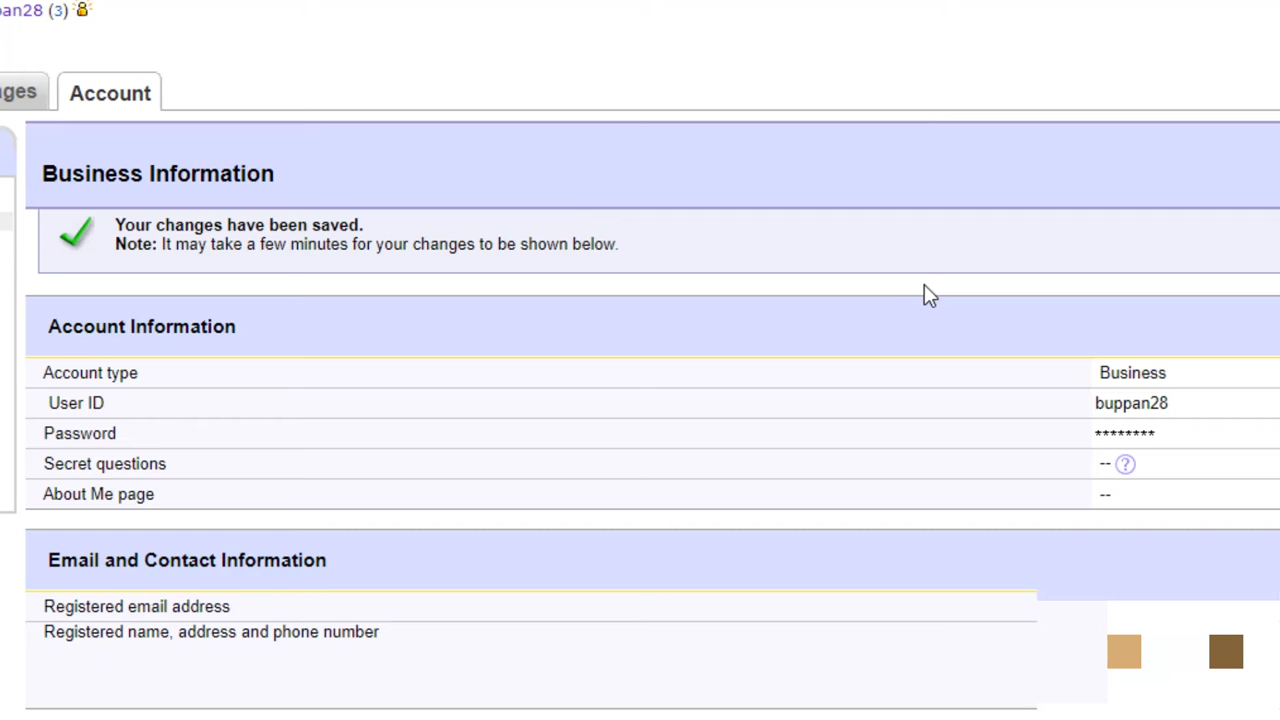 pan28 (3)
ages Account
Business Information
Your changes have been saved.
Note: It may take a few minutes for your changes to be shown below.
Account Information
Account type Business
User ID buppan28
Password ********
Secret questions -- ?
About Me page --
Email and Contact Information
Registered email address
Registered name, address and phone number